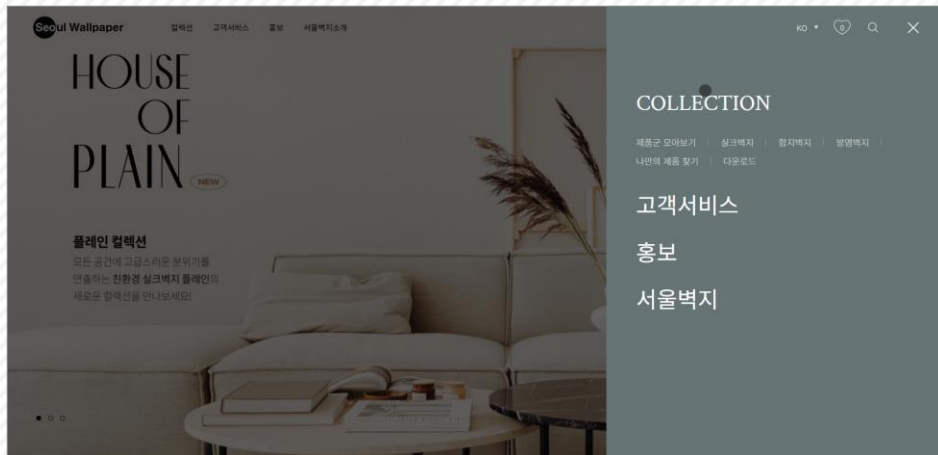 Seoul Wallpaper
컬렉션 고객서비스 홍보 서울벽지소개
KO 0
HOUSE
OF
PLAIN
NEW
플레인 컬렉션
모든 공간에 고급스러운 분위기를
연출하는 친환경 실크벽지 플레인의
새로운 컬렉션을 만나보세요!
COLLECTION
제품군 모아보기 | 실크벽지 | 합지벽지 | 방염벽지 |
나만의 제품 찾기 | 다운로드
고객서비스
홍보
서울벽지